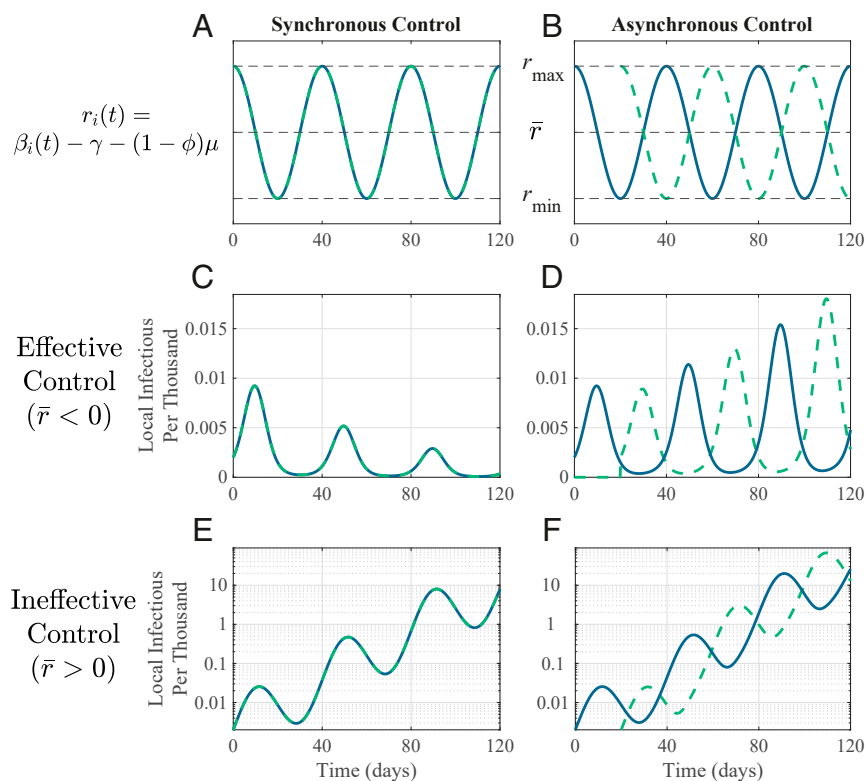 A Synchronous Control
B Asynchronous Control
r_i(t) =
β_i(t) − γ − (1 − ϕ)μ
r_max
r̄
r_min
0 40 80 120
0 40 80 120
C
D
Effective
Control
(r̄ < 0)
Local Infectious
Per Thousand
0.015
0.01
0.005
0
0.015
0.01
0.005
0
0 40 80 120
0 40 80 120
E
F
Ineffective
Control
(r̄ > 0)
Local Infectious
Per Thousand
10
1
0.1
0.01
10
1
0.1
0.01
0 40 80 120
0 40 80 120
Time (days)
Time (days)